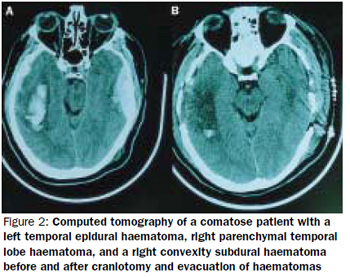 A
B
Figure 2: Computed tomography of a comatose patient with a
left temporal epidural haematoma, right parenchymal temporal
lobe haematoma, and a right convexity subdural haematoma
before and after craniotomy and evacuation of haematomas